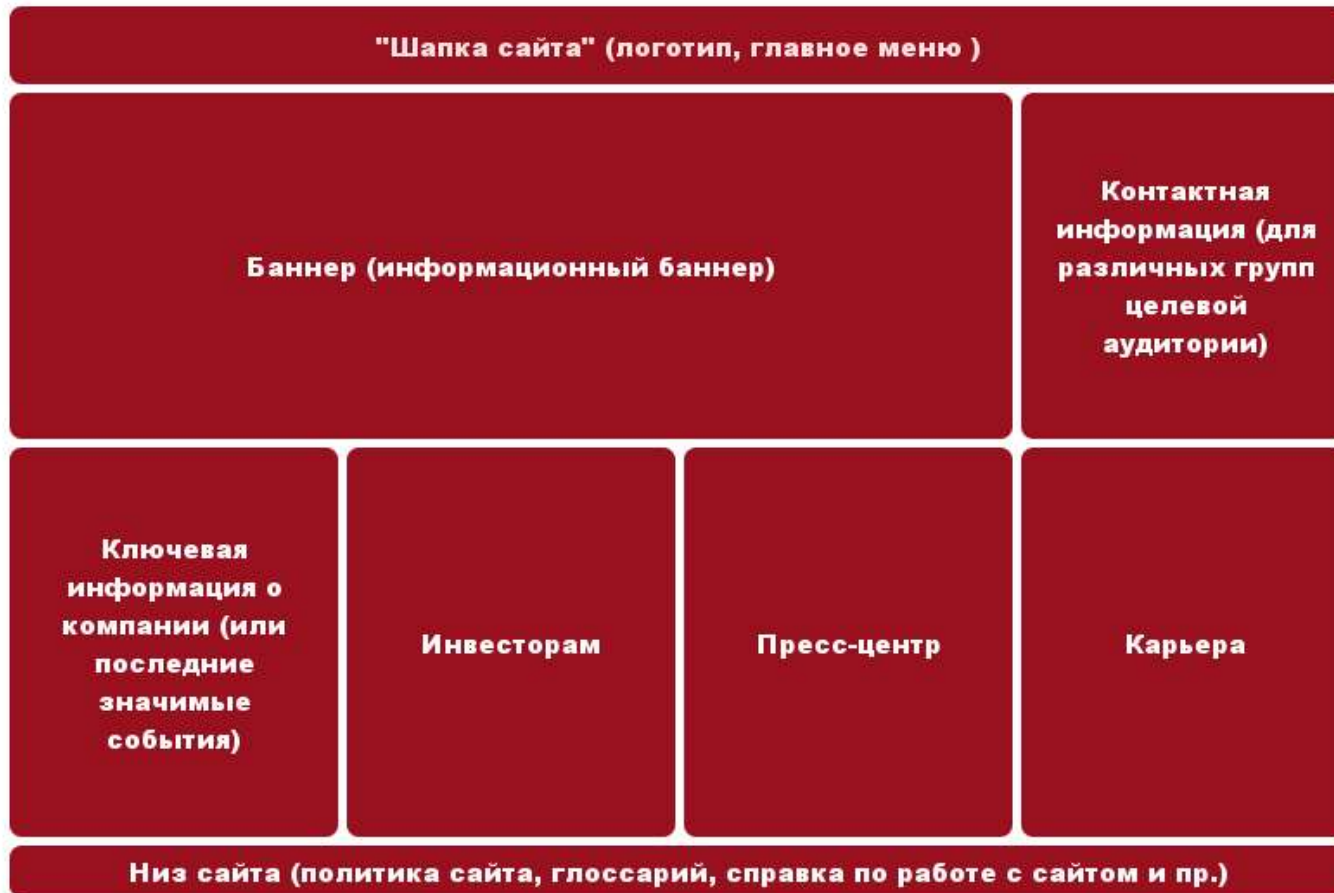 "Шапка сайта" (логотип, главное меню )
Баннер (информационный баннер)
Контактная
информация (для
различных групп
целевой
аудитории)
Ключевая
информация о
компании (или
последние
значимые
события)
Инвесторам
Пресс-центр
Карьера
Низ сайта (политика сайта, глоссарий, справка по работе с сайтом и пр.)